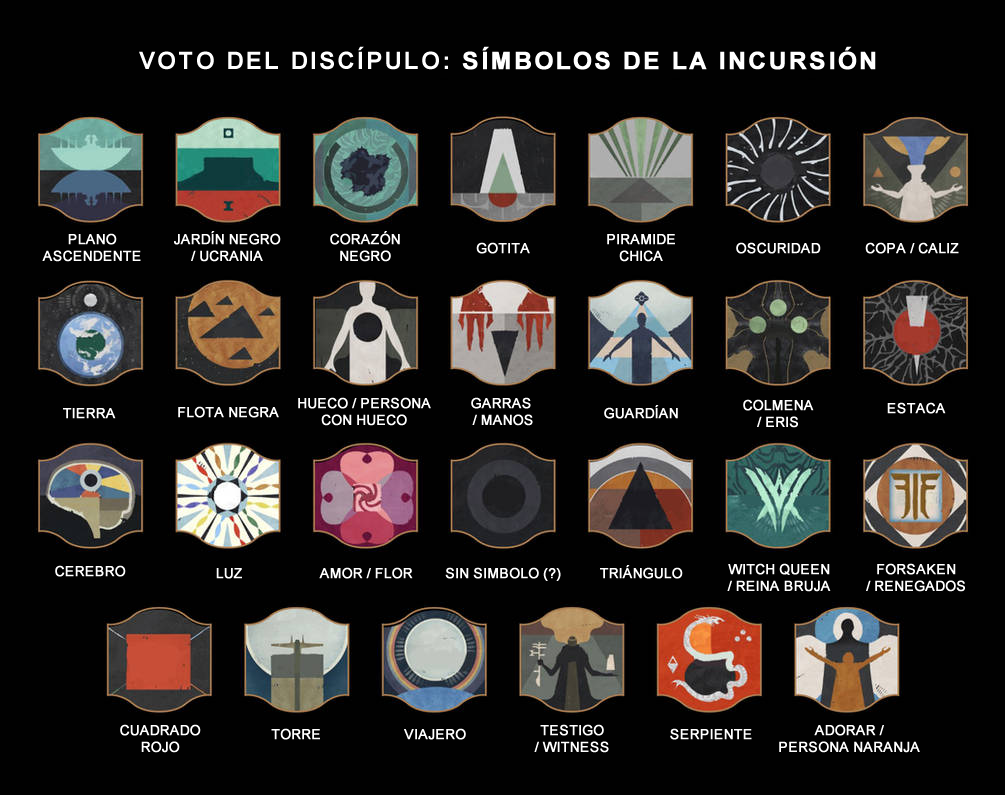 VOTO DEL DISCÍPULO: SÍMBOLOS DE LA INCURSIÓN
PLANO
ASCENDENTE
JARDÍN NEGRO
/ UCRANIA
CORAZÓN
NEGRO
GOTITA
PIRAMIDE
CHICA
OSCURIDAD
COPA / CALIZ
TIERRA
FLOTA NEGRA
HUECO / PERSONA
CON HUECO
GARRAS
/ MANOS
GUARDÍAN
COLMENA
/ ERIS
ESTACA
CEREBRO
LUZ
AMOR / FLOR
SIN SIMBOLO (?)
TRIÁNGULO
WITCH QUEEN
/ REINA BRUJA
FORSAKEN
/ RENEGADOS
CUADRADO
ROJO
TORRE
VIAJERO
TESTIGO
/ WITNESS
SERPIENTE
ADORAR /
PERSONA NARANJA